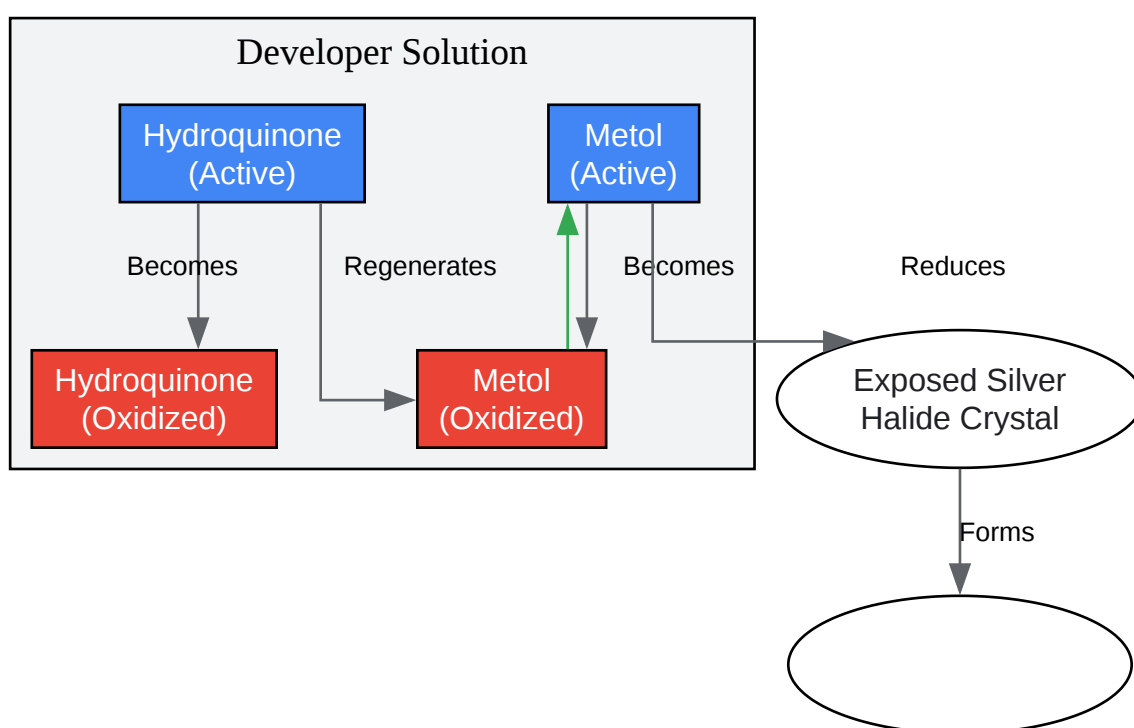 Developer Solution
Hydroquinone
(Active)
Metol
(Active)
Becomes
Regenerates
Becomes
Reduces
Hydroquinone
(Oxidized)
Metol
(Oxidized)
Exposed Silver
Halide Crystal
Forms